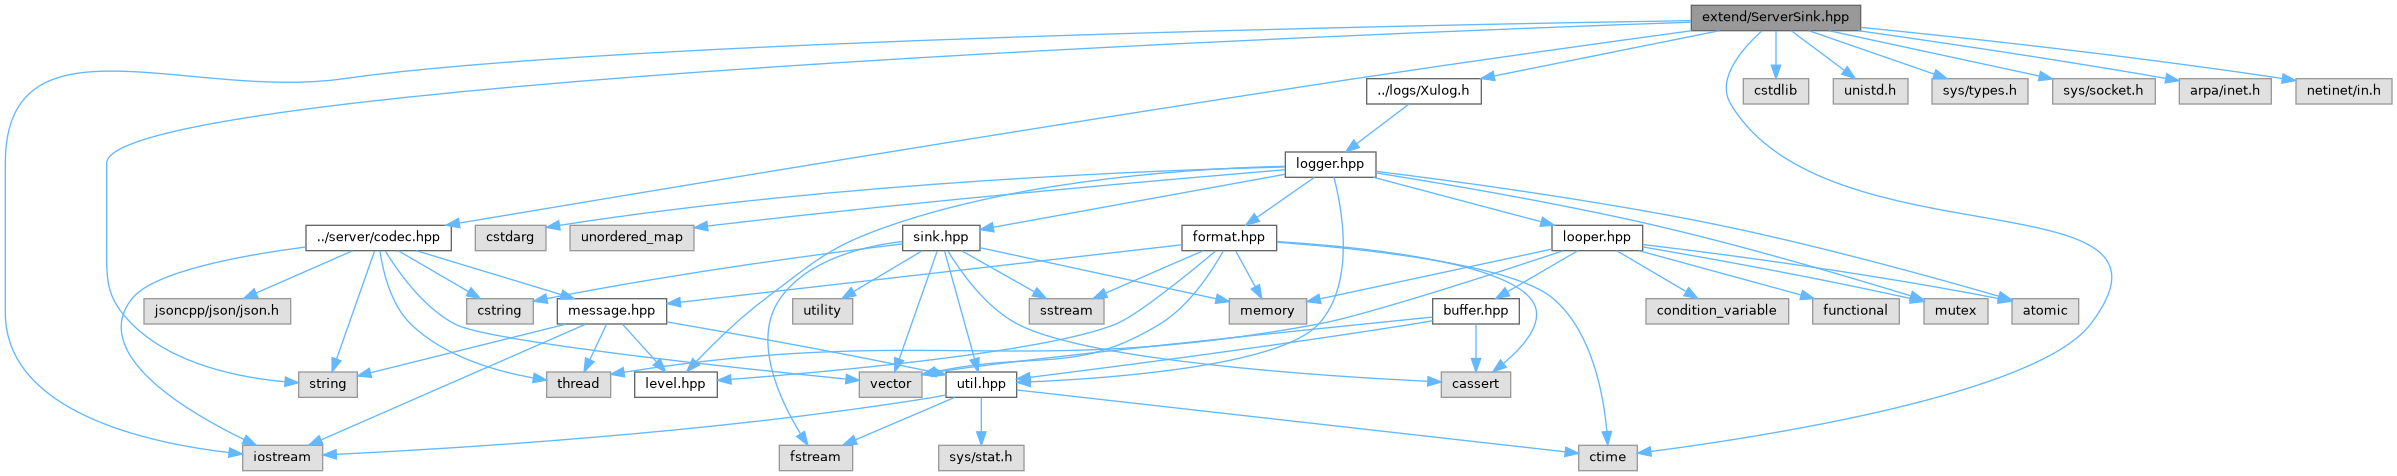 extend/ServerSink.hpp
../logs/Xulog.h
cstdlib
unistd.h
sys/types.h
sys/socket.h
arpa/inet.h
netinet/in.h
logger.hpp
../server/codec.hpp
cstdarg
unordered_map
sink.hpp
format.hpp
looper.hpp
jsoncpp/json/json.h
cstring
message.hpp
utility
sstream
memory
buffer.hpp
condition_variable
functional
mutex
atomic
string
thread
level.hpp
vector
util.hpp
cassert
iostream
fstream
sys/stat.h
ctime